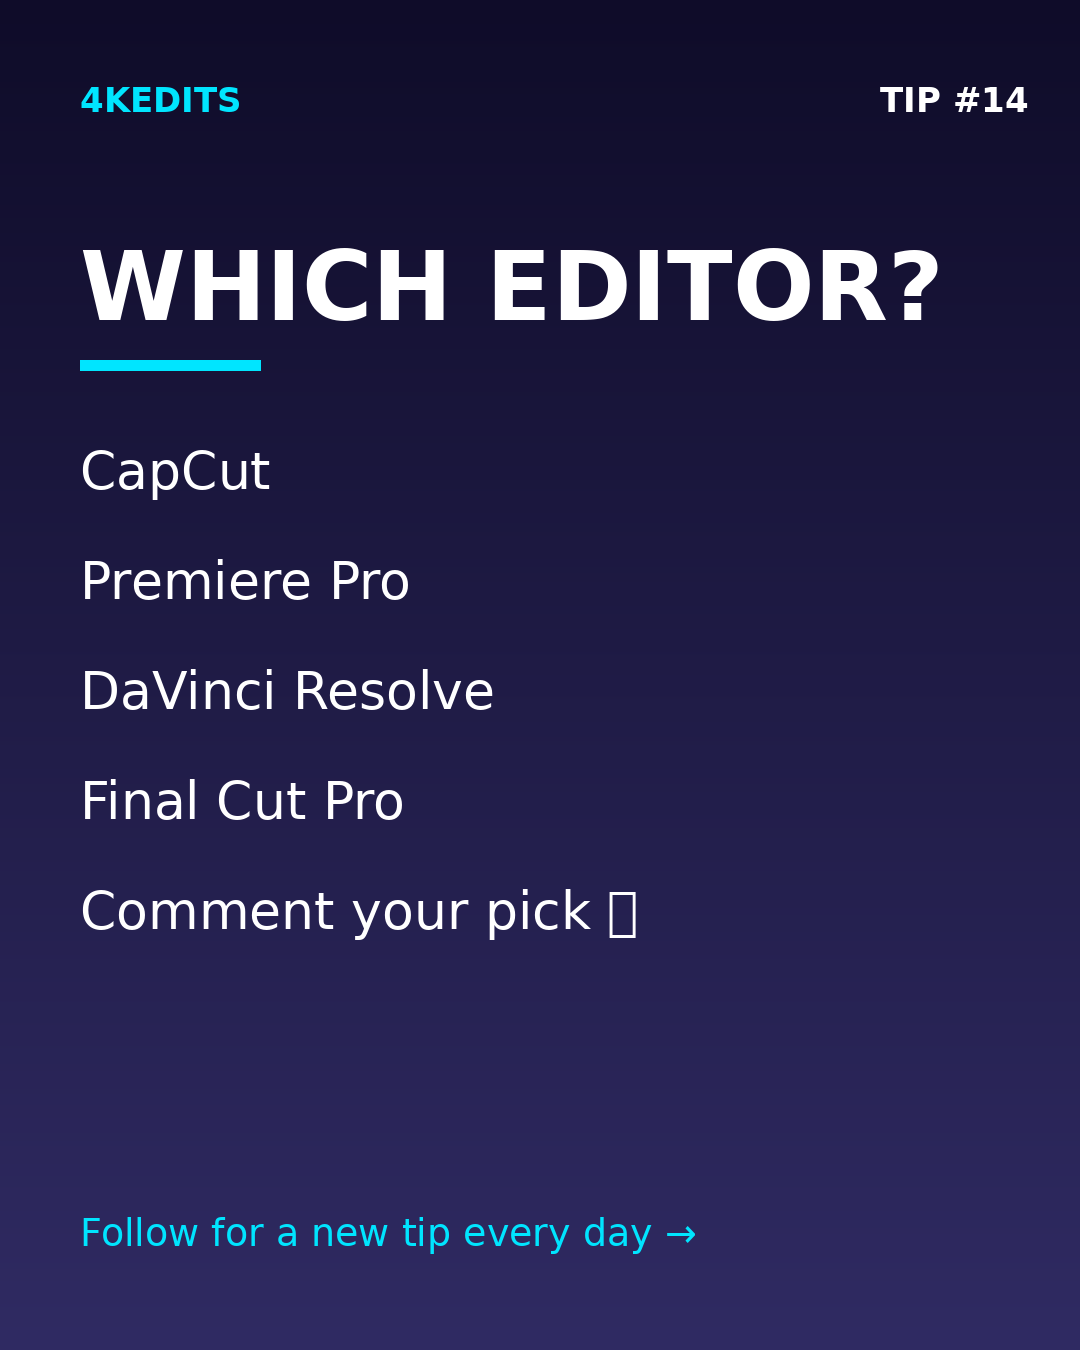 4KEDITS
TIP #14
WHICH EDITOR?
CapCut
Premiere Pro
DaVinci Resolve
Final Cut Pro
Comment your pick
Follow for a new tip every day →